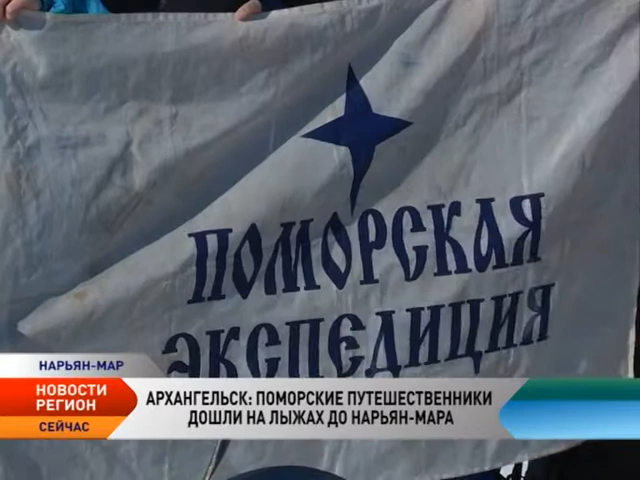 ПОМОРСКАЯ
ЭКСПЕДИЦИЯ
НАРЬЯН-МАР
НОВОСТИ
РЕГИОН
СЕЙЧАС
АРХАНГЕЛЬСК: ПОМОРСКИЕ ПУТЕШЕСТВЕННИКИ
ДОШЛИ НА ЛЫЖАХ ДО НАРЬЯН-МАРА